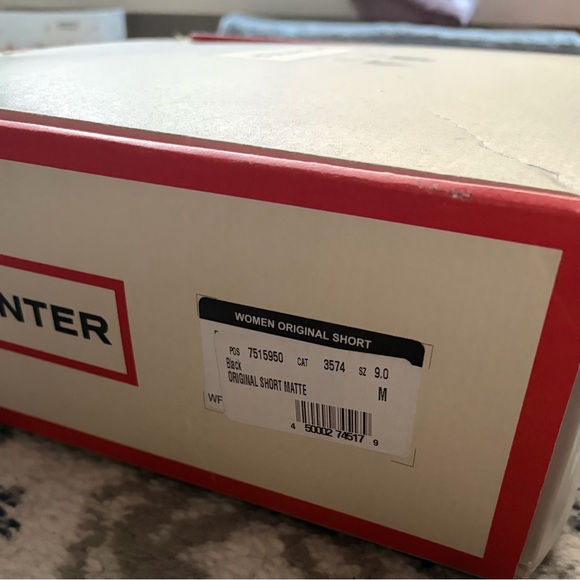 NTER
WOMEN ORIGINAL SHORT
POS 7515950 CAT 3574 SZ 9.0
Black
ORIGINAL SHORT MATTE M
WF
4 50002 74517 9